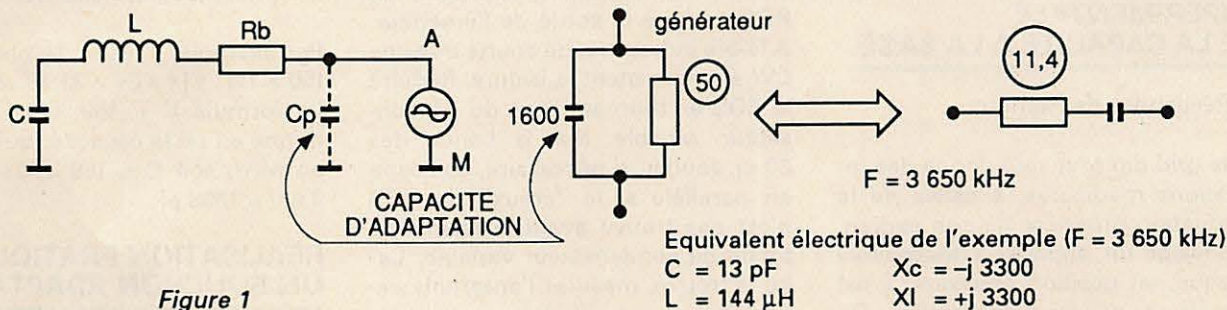 L
Rb
A
C
Cp
M
générateur
50
1600
11,4
F = 3 650 kHz
CAPACITE
D'ADAPTATION
Equivalent électrique de l'exemple (F = 3 650 kHz)
C = 13 pF Xc = –j 3300
L = 144 µH Xl = +j 3300
Figure 1